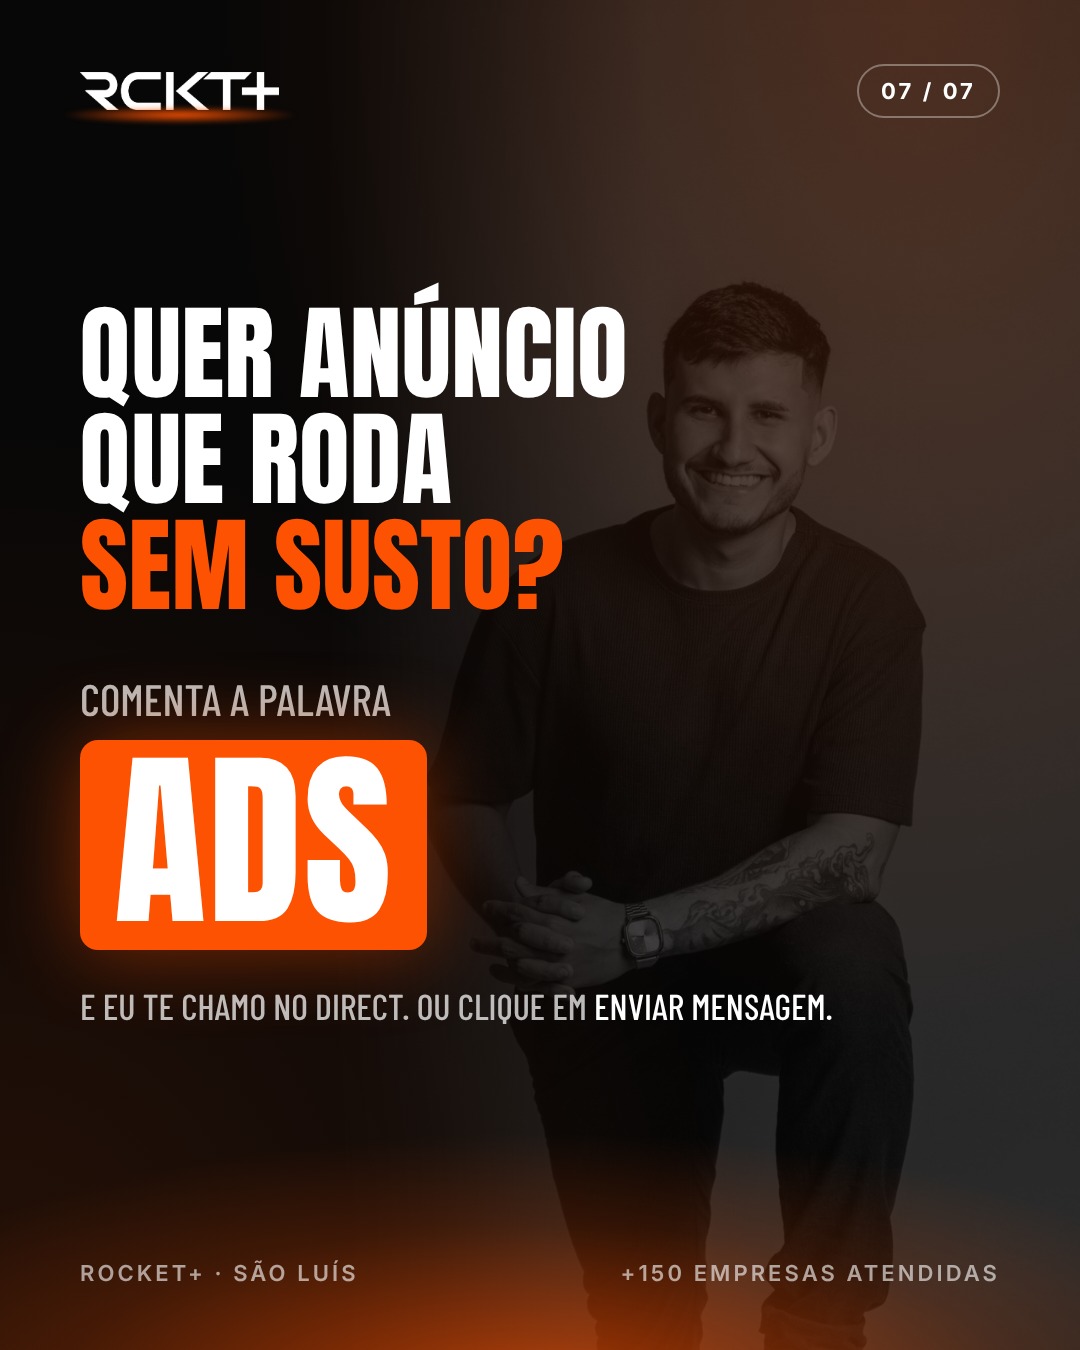 RCKT+
07 / 07
QUER ANÚNCIO
QUE RODA
SEM SUSTO?
COMENTA A PALAVRA
ADS
E EU TE CHAMO NO DIRECT. OU CLIQUE EM ENVIAR MENSAGEM.
ROCKET+ · SÃO LUÍS
+150 EMPRESAS ATENDIDAS